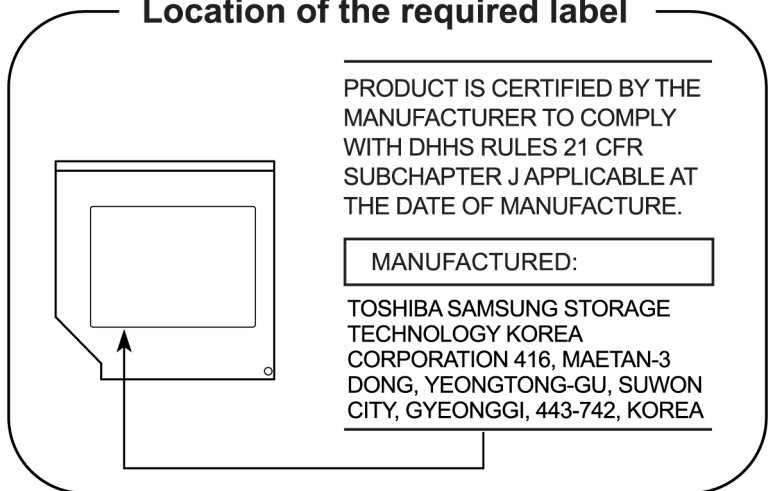 Location of the required label
PRODUCT IS CERTIFIED BY THE
MANUFACTURER TO COMPLY
WITH DHHS RULES 21 CFR
SUBCHAPTER J APPLICABLE AT
THE DATE OF MANUFACTURE.
MANUFACTURED:
TOSHIBA SAMSUNG STORAGE
TECHNOLOGY KOREA
CORPORATION 416, MAETAN-3
DONG, YEONGTONG-GU, SUWON
CITY, GYEONGGI, 443-742, KOREA